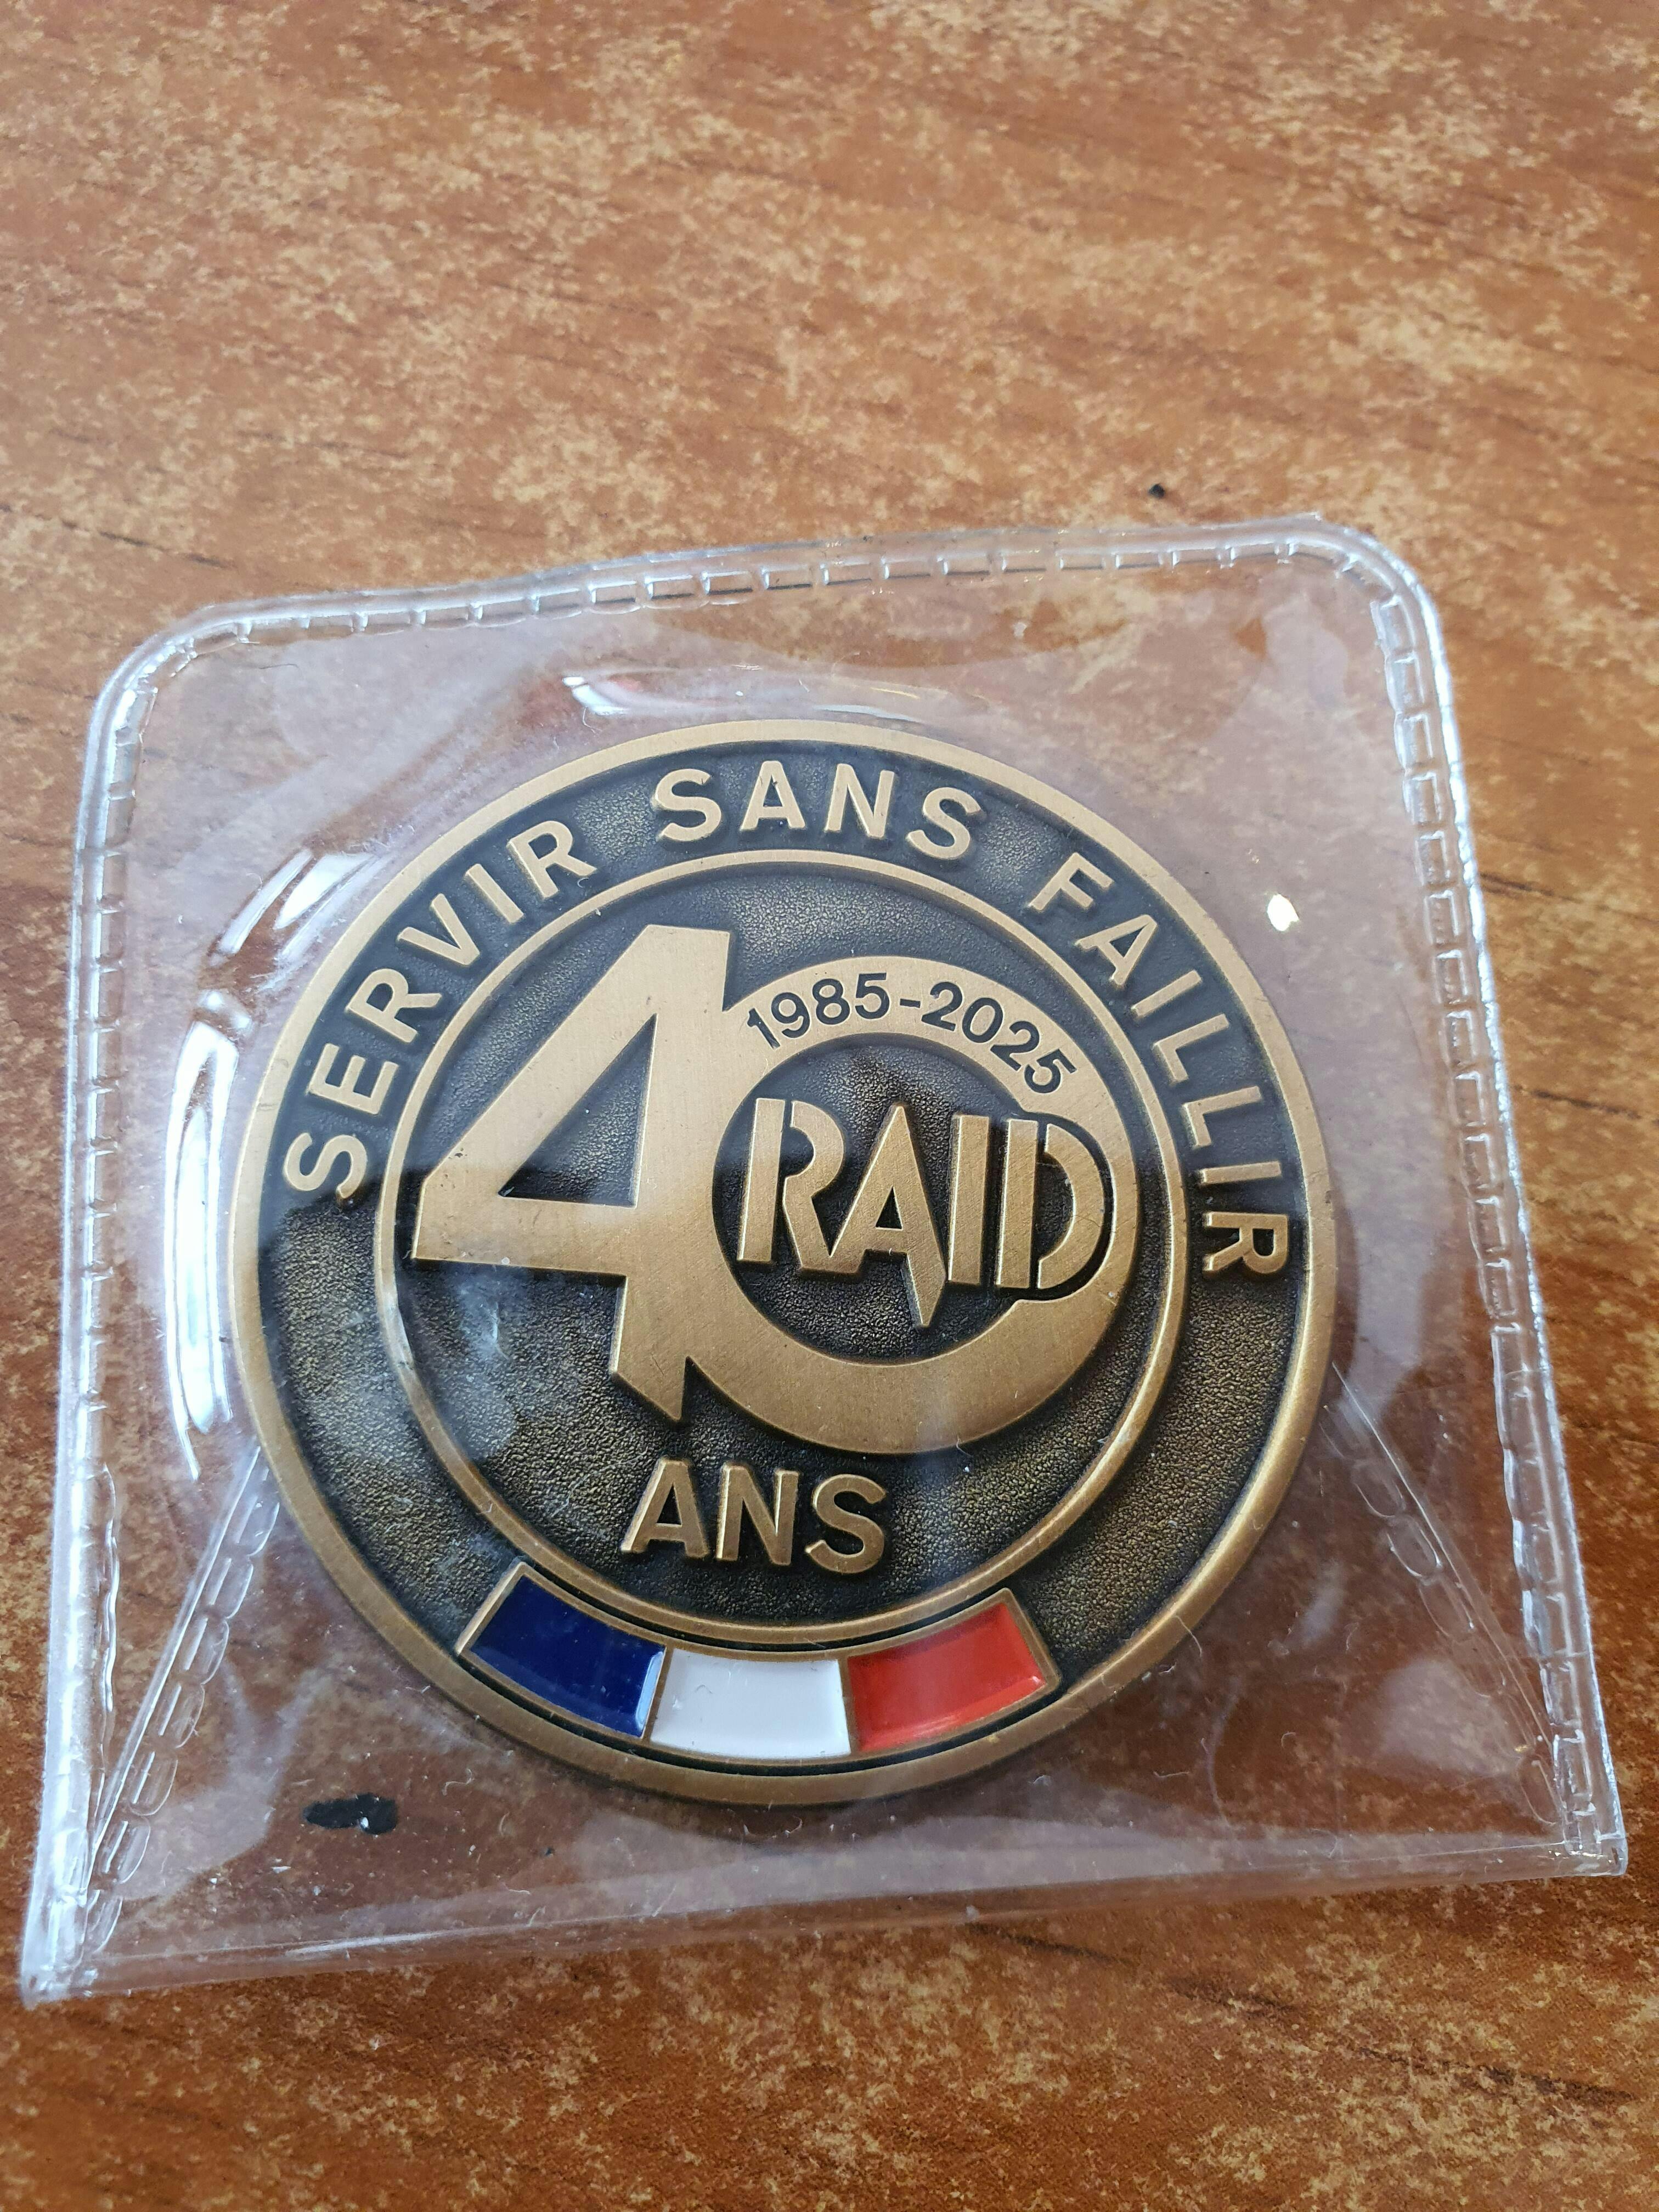 SERVIR SANS FAILLIR
40
1985-2025
RAID
ANS